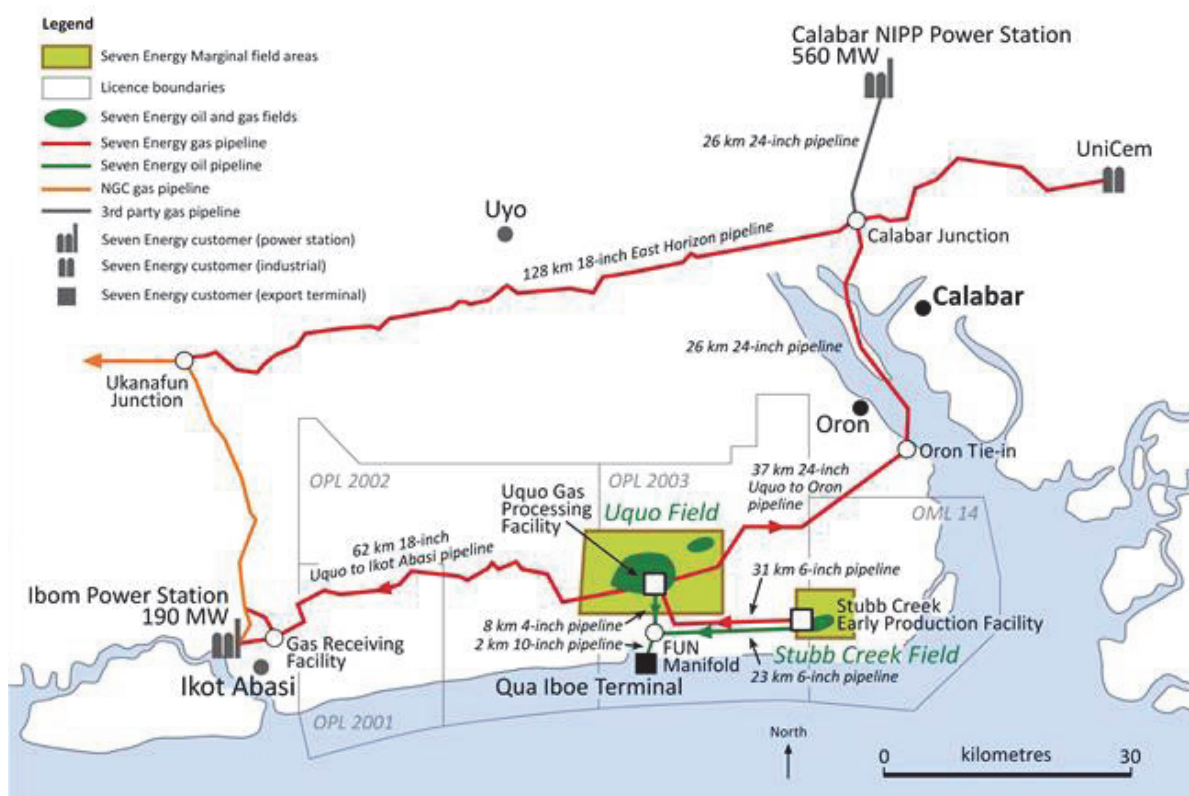 Legend
Seven Energy Marginal field areas
Licence boundaries
Seven Energy oil and gas fields
Seven Energy gas pipeline
Seven Energy oil pipeline
NGC gas pipeline
3rd party gas pipeline
Seven Energy customer (power station)
Seven Energy customer (industrial)
Seven Energy customer (export terminal)
Calabar NIPP Power Station
560 MW
26 km 24-inch pipeline
UniCem
Uyo
Calabar Junction
128 km 18-inch East Horizon pipeline
Calabar
26 km 24-inch pipeline
Ukanafun
Junction
Oron
Oron Tie-in
OPL 2002
OPL 2003
37 km 24-inch
Uquo to Oron
pipeline
Uquo Gas
Processing
Facility
Uquo Field
OML 14
62 km 18-inch
Uquo to Ikot Abasi pipeline
31 km 6-inch pipeline
Ibom Power Station
190 MW
Stubb Creek
Early Production Facility
8 km 4-inch pipeline
2 km 10-inch pipeline
Gas Receiving
Facility
FUN
Manifold
Stubb Creek Field
23 km 6-inch pipeline
Ikot Abasi
Qua Iboe Terminal
OPL 2001
North
0 kilometres 30